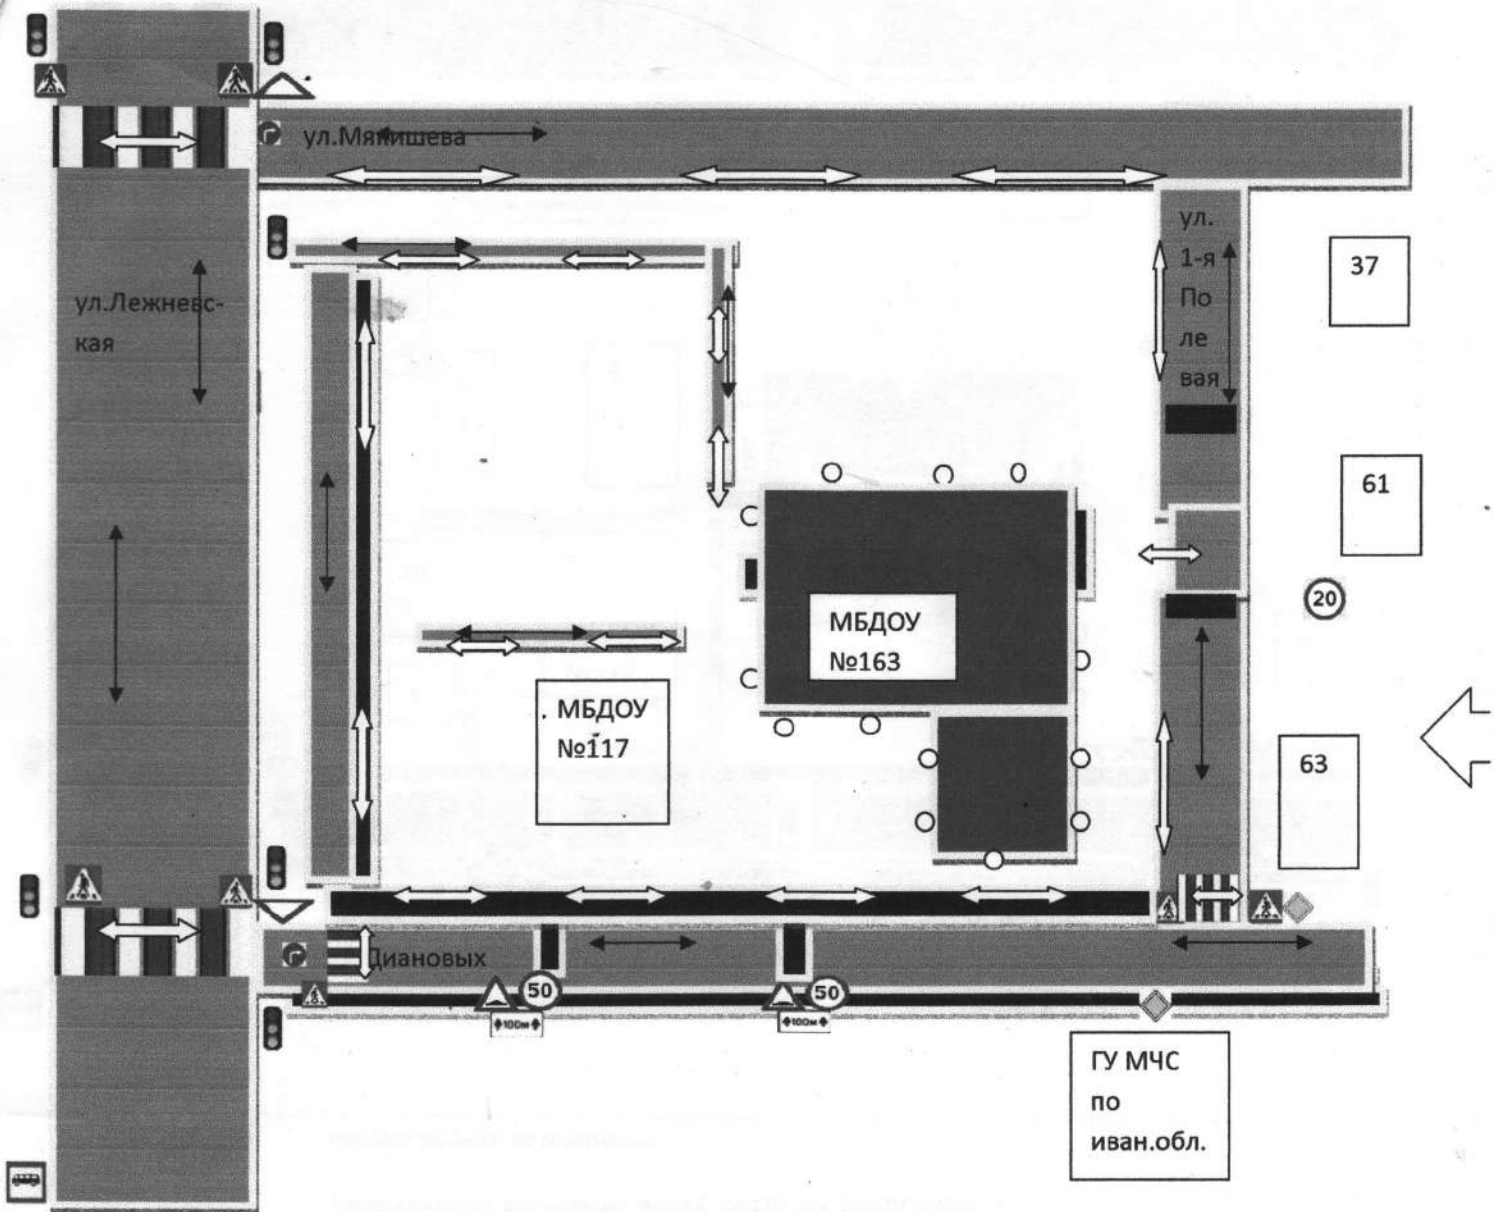 ул.Мякишева
ул.
1-я
По
ле
вая
37
ул.Лежневс-
кая
61
20
МБДОУ
№163
МБДОУ
№117
63
Диановых
50
50
100м
100м
ГУ МЧС
по
иван.обл.